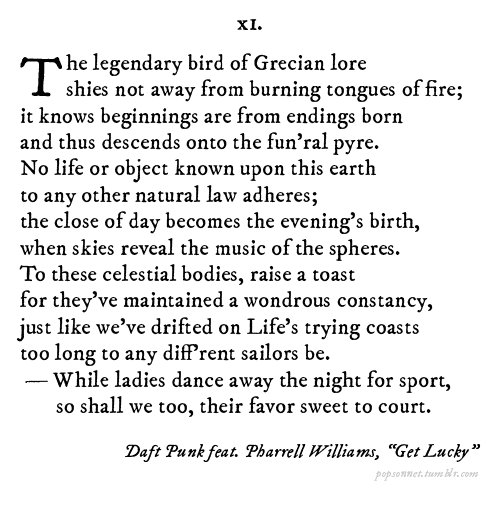 XI.
The legendary bird of Grecian lore
shies not away from burning tongues of fire;
it knows beginnings are from endings born
and thus descends onto the fun'ral pyre.
No life or object known upon this earth
to any other natural law adheres;
the close of day becomes the evening's birth,
when skies reveal the music of the spheres.
To these celestial bodies, raise a toast
for they've maintained a wondrous constancy,
just like we've drifted on Life's trying coasts
too long to any diff'rent sailors be.
— While ladies dance away the night for sport,
so shall we too, their favor sweet to court.
Daft Punk feat. Pharrell Williams, “Get Lucky”
popsonnet.tumblr.com